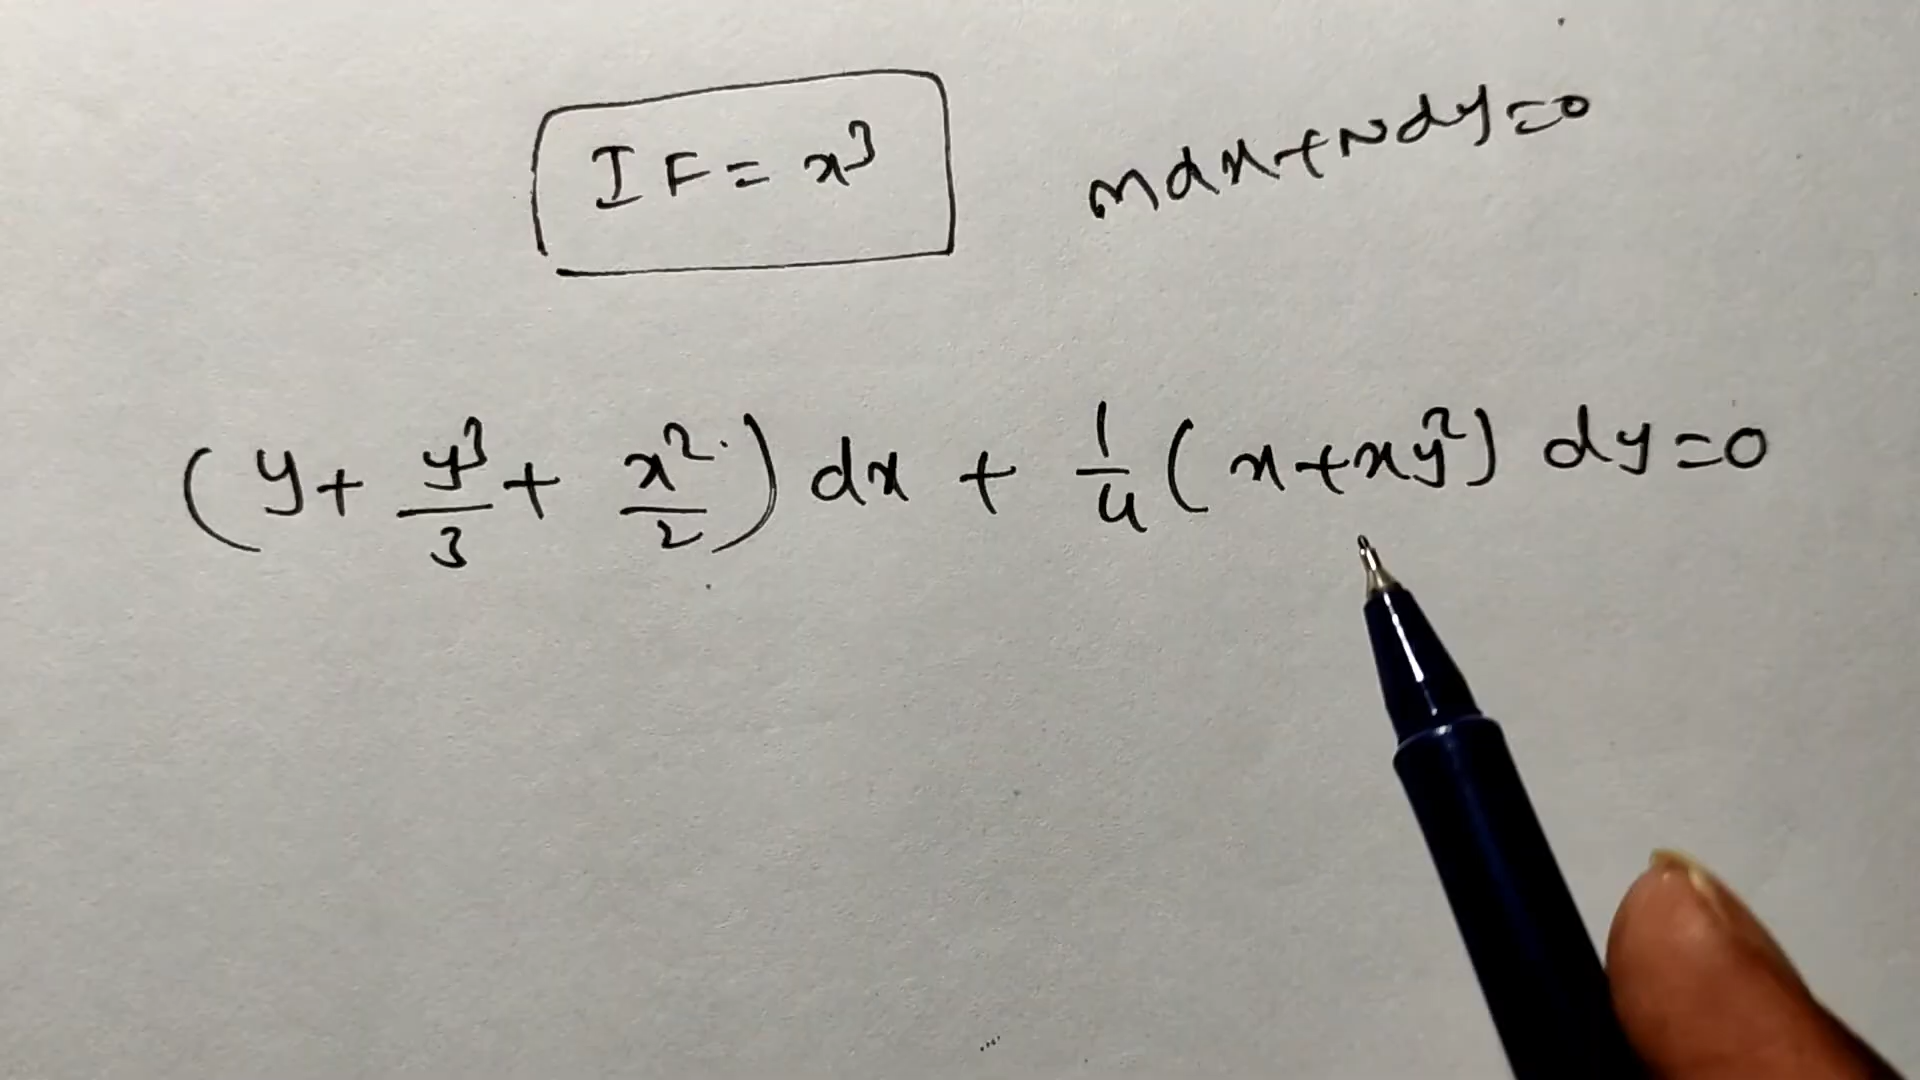 IF = x³
Mdx+Ndy=0
(y + y³/3 + x²/2) dx + 1/4 (x+xy²) dy=0